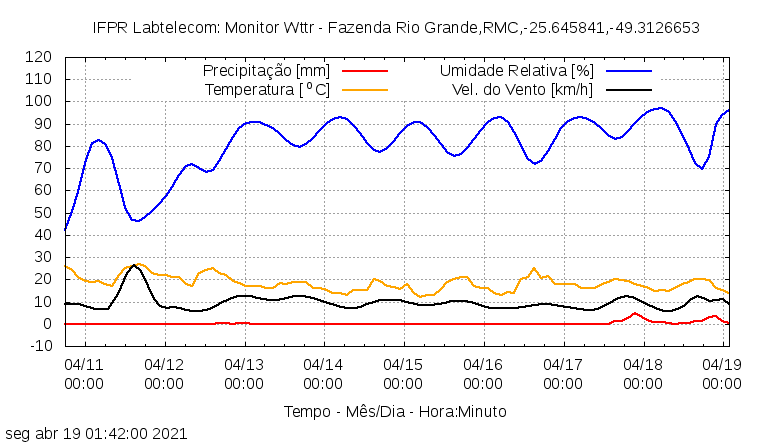 IFPR Labtelecom: Monitor Wttr - Fazenda Rio Grande,RMC,-25.645841,-49.3126653
Precipitação [mm]
Temperatura [ ⁰C]
Umidade Relativa [%]
Vel. do Vento [km/h]
120
110
100
90
80
70
60
50
40
30
20
10
0
-10
04/11 04/12 04/13 04/14 04/15 04/16 04/17 04/18 04/19
00:00 00:00 00:00 00:00 00:00 00:00 00:00 00:00 00:00
Tempo - Mês/Dia - Hora:Minuto
seg abr 19 01:42:00 2021